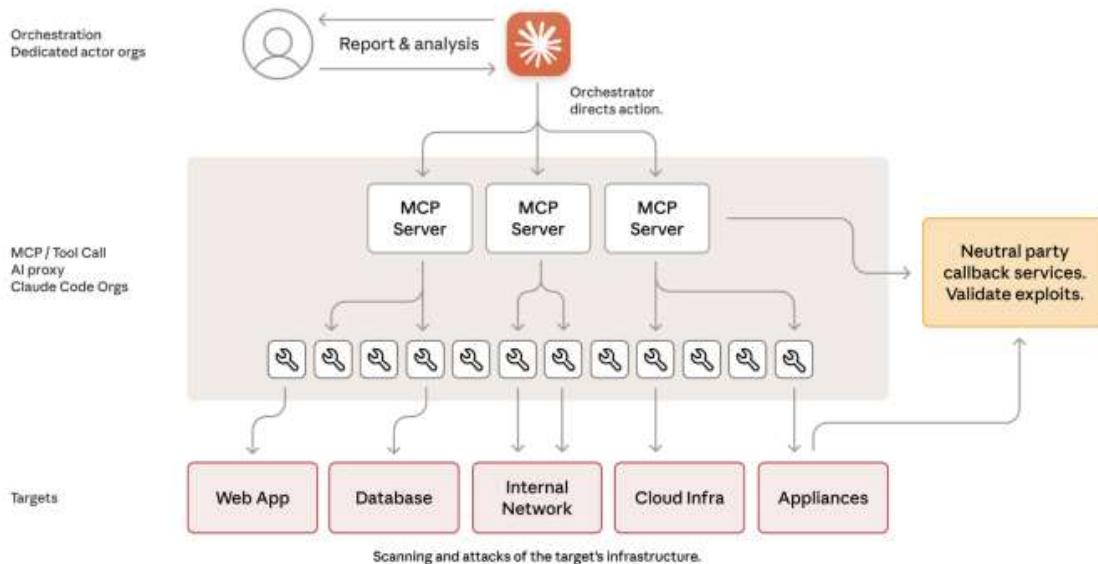 Orchestration
Dedicated actor orgs
Report & analysis
Orchestrator
directs action.
MCP
Server
MCP
Server
MCP
Server
MCP / Tool Call
AI proxy
Claude Code Orgs
Neutral party
callback services.
Validate exploits.
Targets
Web App
Database
Internal
Network
Cloud Infra
Appliances
Scanning and attacks of the target's infrastructure.